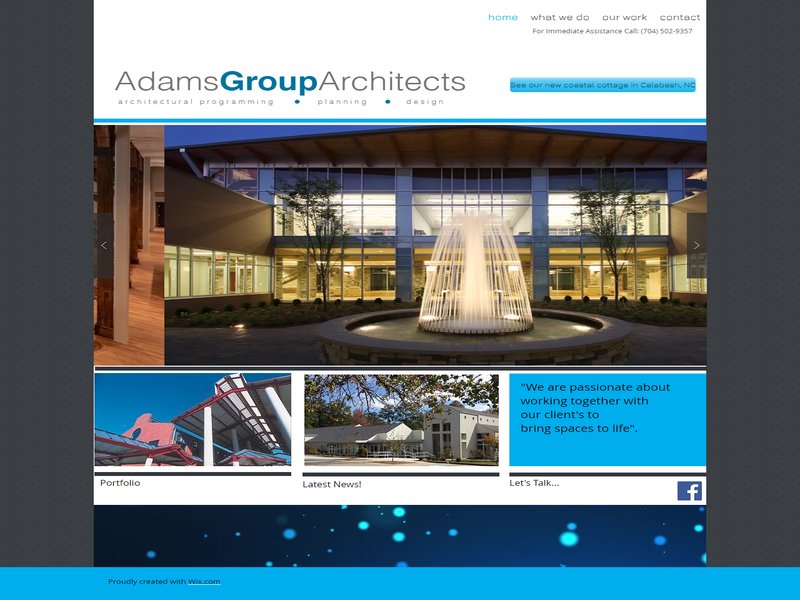 home what we do our work contact
For Immediate Assistance Call: (704) 502-9357
AdamsGroupArchitects
architectural programming • planning • design
See our new coastal cottage in Calabash, NC
"We are passionate about
working together with
our client's to
bring spaces to life".
Portfolio
Latest News!
Let's Talk...
Proudly created with Wix.com